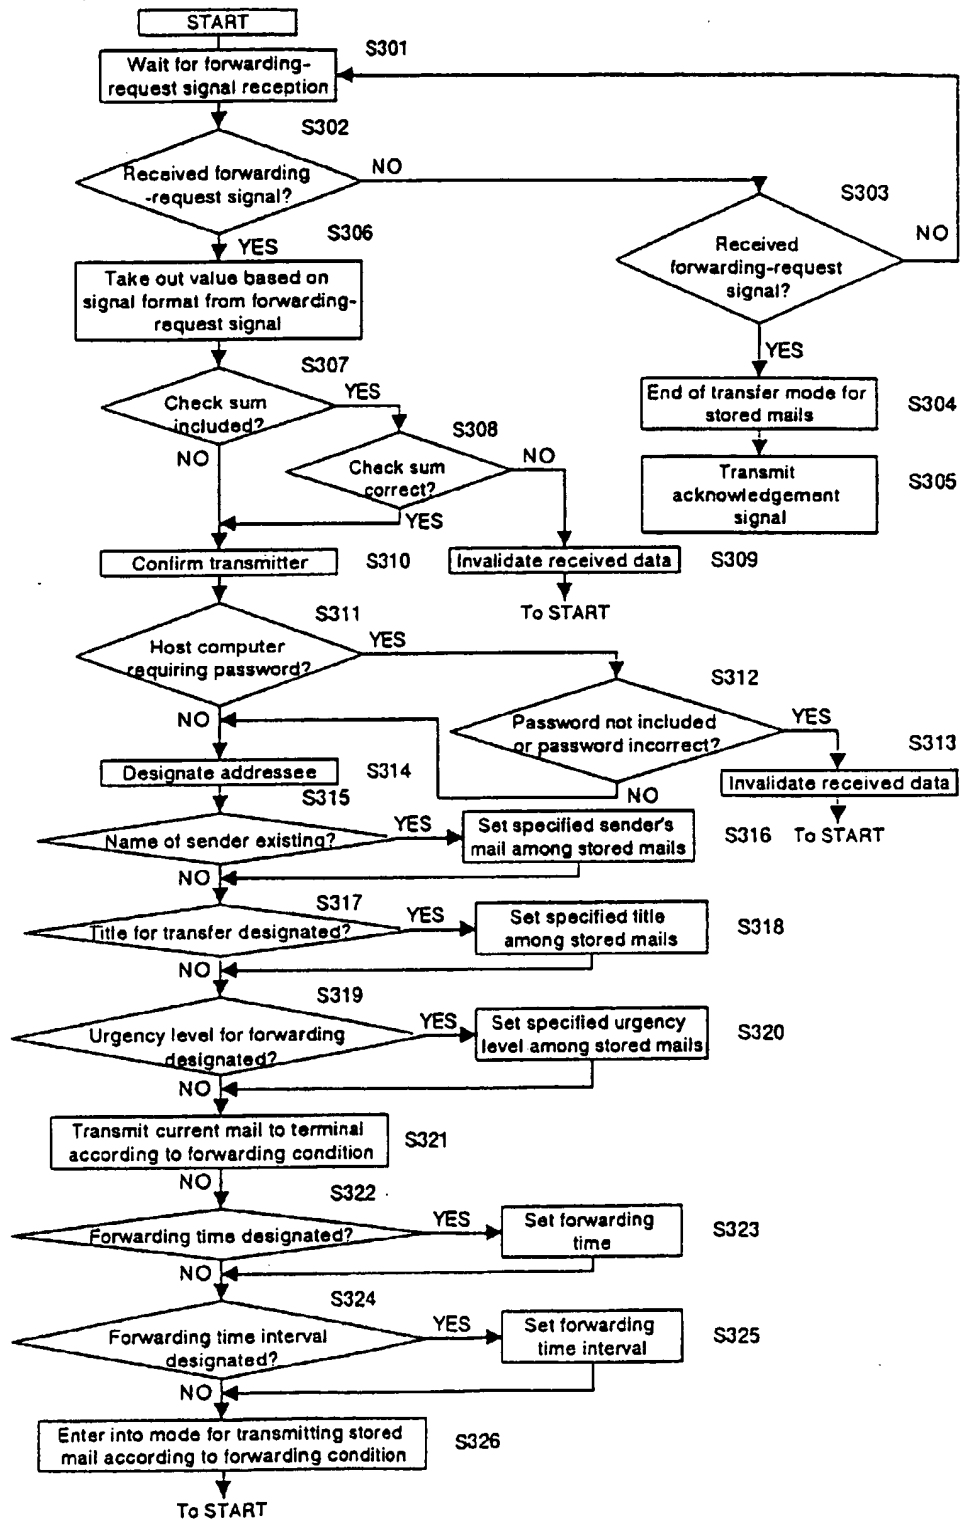 START
S301
Wait for forwarding-
request signal reception
S302
Received forwarding
-request signal?
NO
S303
Received
forwarding-request
signal?
NO
YES
S306
YES
Take out value based on
signal format from forwarding-
request signal
End of transfer mode for
stored mails
S304
Transmit
acknowledgement
signal
S305
S307
Check sum
included?
YES
NO
S308
Check sum
correct?
NO
YES
Invalidate received data
S309
To START
Confirm transmitter
S310
S311
Host computer
requiring password?
YES
NO
S312
Password not included
or password incorrect?
YES
NO
S313
Invalidate received data
To START
Designate addressee
S314
S315
Name of sender existing?
YES
NO
Set specified sender's
mail among stored mails
S316
S317
Title for transfer designated?
YES
NO
Set specified title
among stored mails
S318
S319
Urgency level for forwarding
designated?
YES
NO
Set specified urgency
level among stored mails
S320
Transmit current mail to terminal
according to forwarding condition
S321
NO
S322
Forwarding time designated?
YES
NO
Set forwarding
time
S323
S324
Forwarding time interval
designated?
YES
NO
Set forwarding
time interval
S325
Enter into mode for transmitting stored
mail according to forwarding condition
S326
To START